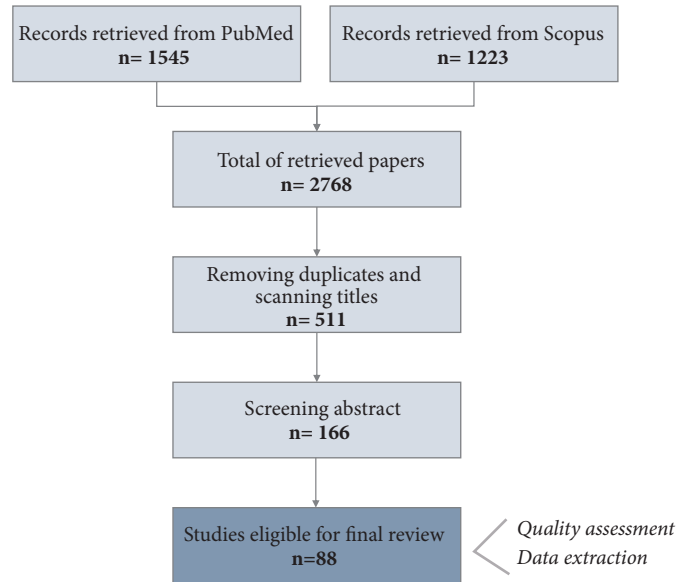 Records retrieved from PubMed
n= 1545
Records retrieved from Scopus
n= 1223
Total of retrieved papers
n= 2768
Removing duplicates and
scanning titles
n= 511
Screening abstract
n= 166
Studies eligible for final review
n=88
Quality assessment
Data extraction